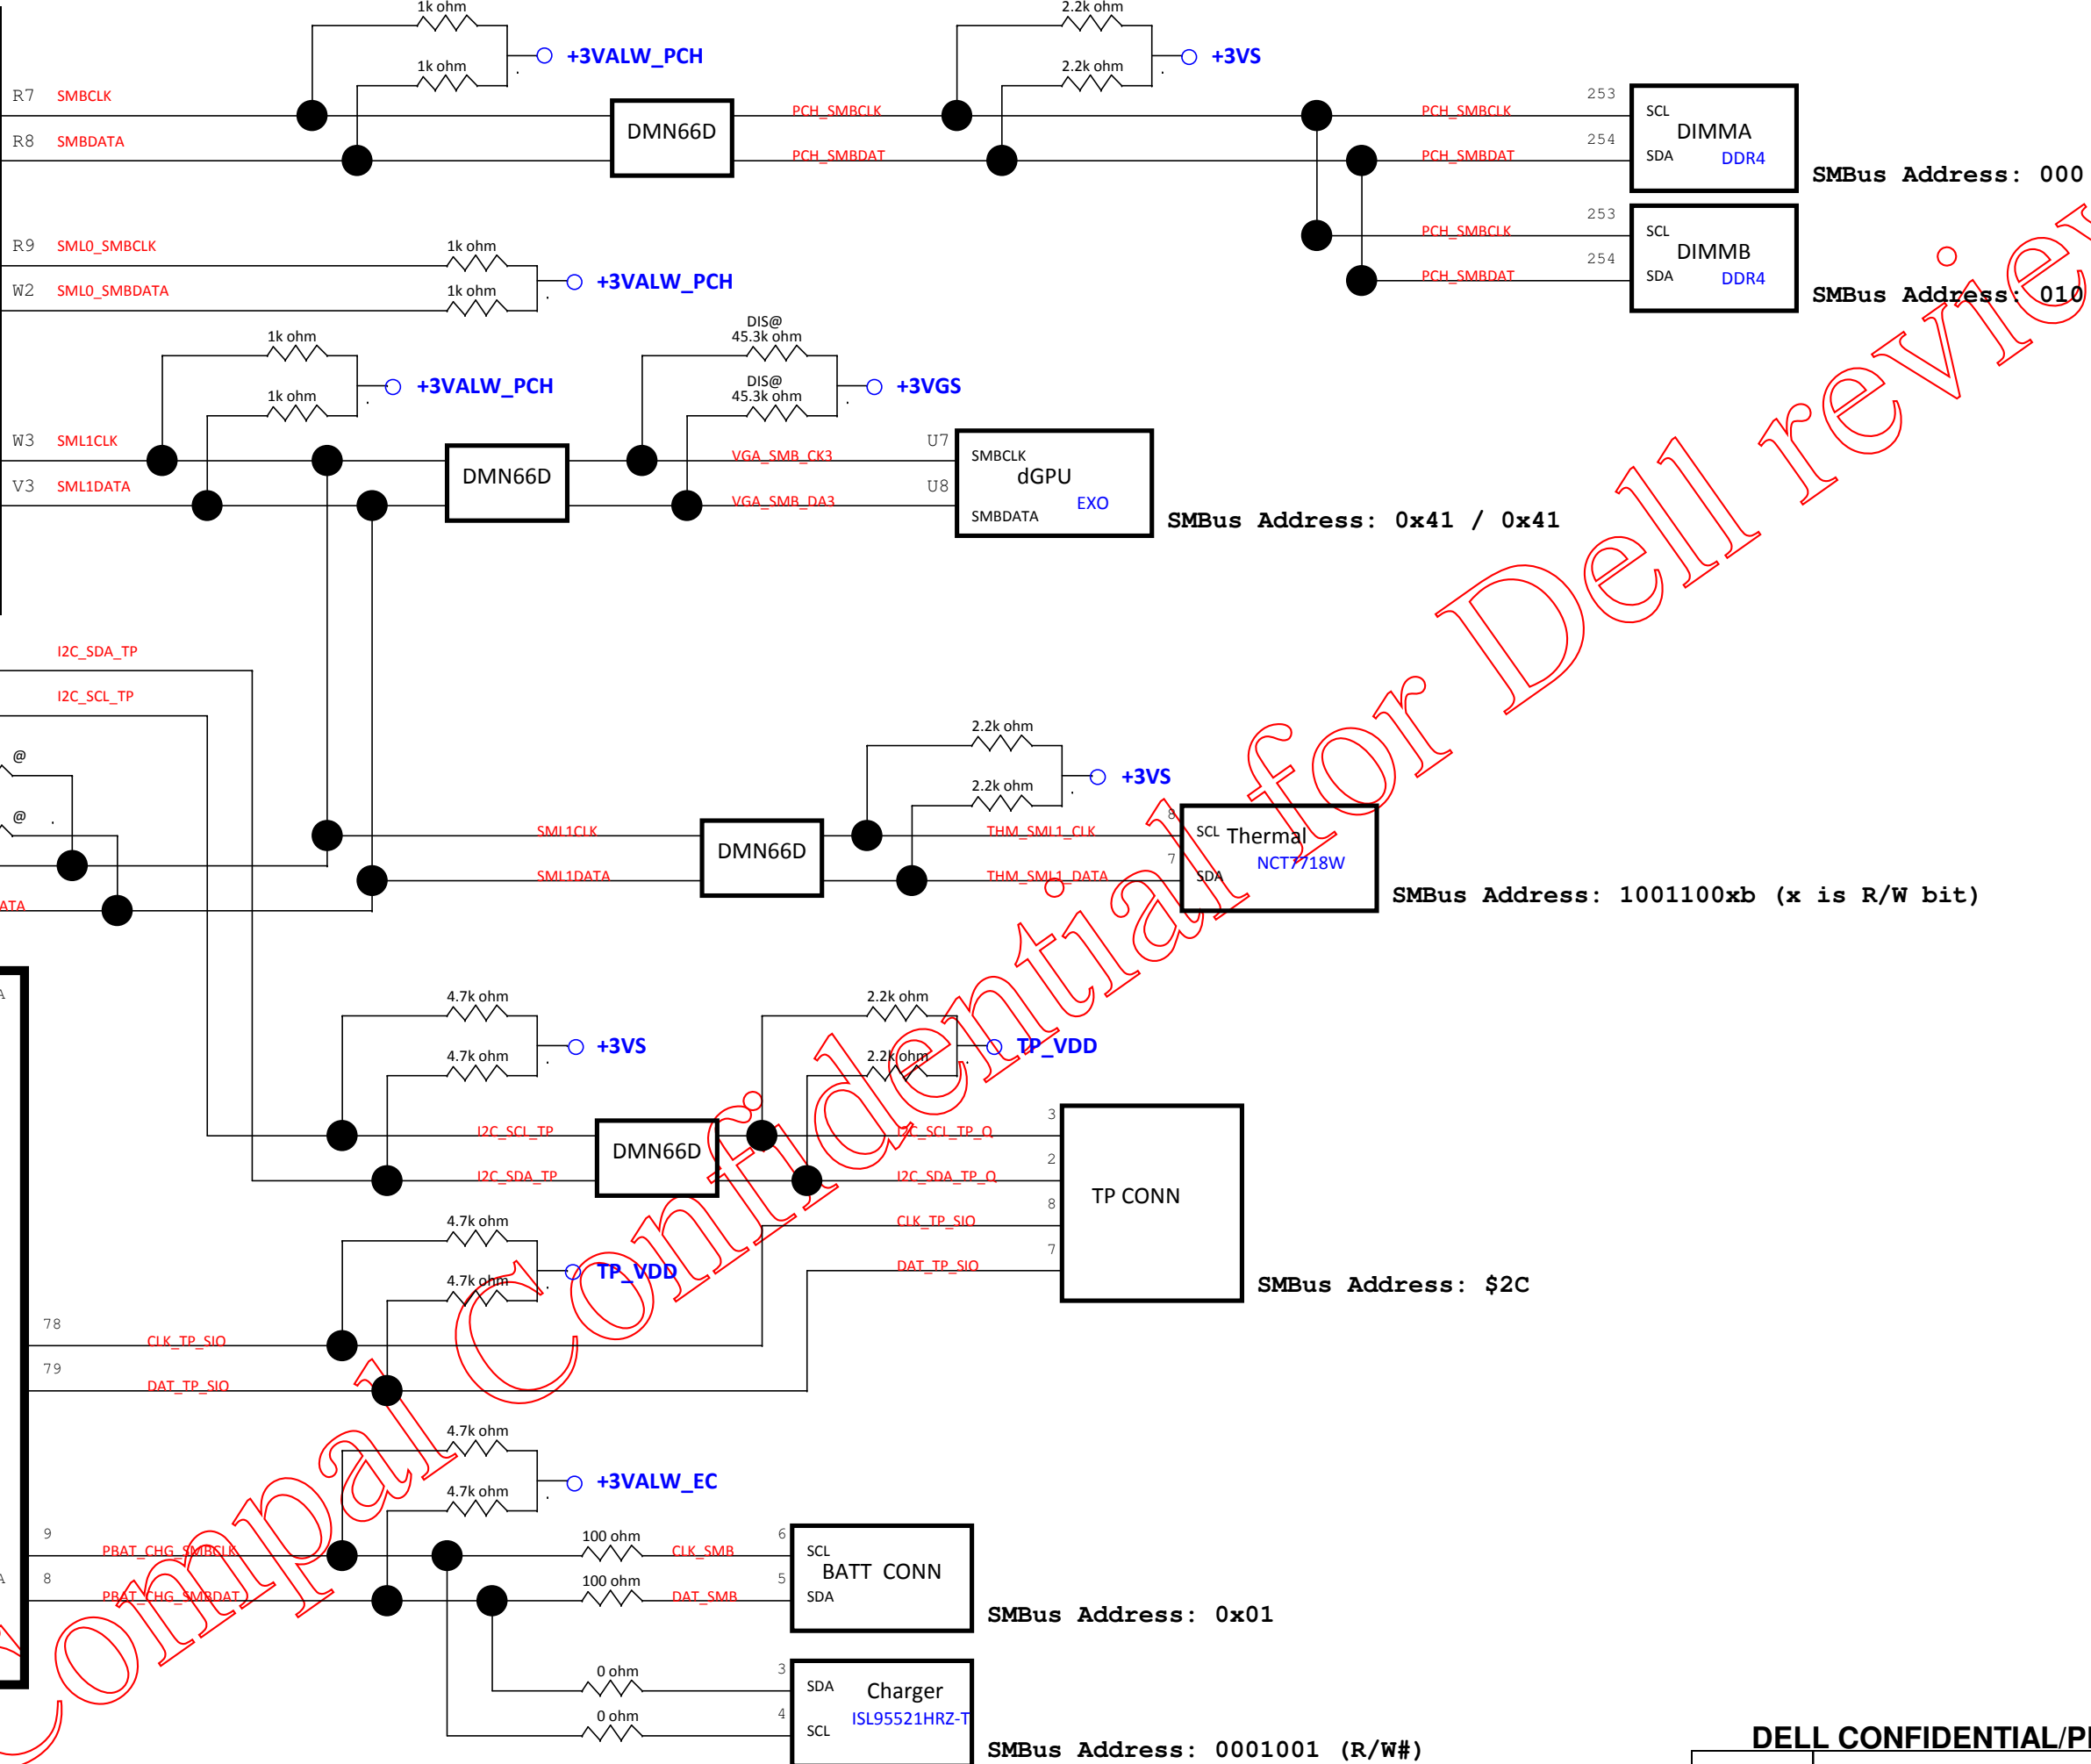 1k ohm
1k ohm
+3VALW_PCH
2.2k ohm
2.2k ohm
+3VS
R7 SMBCLK
R8 SMBDATA
DMN66D
PCH_SMBCLK
PCH_SMBDAT
PCH_SMBCLK
PCH_SMBDAT
253
254
SCL
SDA
DIMMA
DDR4
SMBus Address: 000
PCH_SMBCLK
PCH_SMBDAT
253
254
SCL
SDA
DIMMB
DDR4
SMBus Address: 010
R9 SML0_SMBCLK
W2 SML0_SMBDATA
1k ohm
1k ohm
+3VALW_PCH
1k ohm
1k ohm
+3VALW_PCH
DIS@
45.3k ohm
DIS@
45.3k ohm
+3VGS
W3 SML1CLK
V3 SML1DATA
DMN66D
VGA_SMB_CK3
VGA_SMB_DA3
U7
U8
SMBCLK
dGPU
EXO
SMBDATA
SMBus Address: 0x41 / 0x41
I2C_SDA_TP
I2C_SCL_TP
@
@
ATA
2.2k ohm
2.2k ohm
+3VS
SML1CLK
SML1DATA
DMN66D
THM_SML1_CLK
THM_SML1_DATA
8
7
SCL
SDA
Thermal
NCT7718W
SMBus Address: 1001100xb (x is R/W bit)
A
4.7k ohm
4.7k ohm
+3VS
2.2k ohm
2.2k ohm
TP_VDD
I2C_SCL_TP
I2C_SDA_TP
DMN66D
I2C_SCL_TP_Q
I2C_SDA_TP_Q
CLK_TP_SIO
DAT_TP_SIO
3
2
8
7
TP CONN
SMBus Address: $2C
4.7k ohm
4.7k ohm
TP_VDD
78
CLK_TP_SIO
79
DAT_TP_SIO
4.7k ohm
4.7k ohm
+3VALW_EC
9
PBAT_CHG_SMBCLK
A 8
PBAT_CHG_SMBDAT
100 ohm
100 ohm
CLK_SMB
DAT_SMB
6
5
SCL
BATT CONN
SDA
SMBus Address: 0x01
0 ohm
0 ohm
3
4
SDA
SCL
Charger
ISL95521HRZ-T
SMBus Address: 0001001 (R/W#)
Compal Confidential for Dell review
DELL CONFIDENTIAL/P